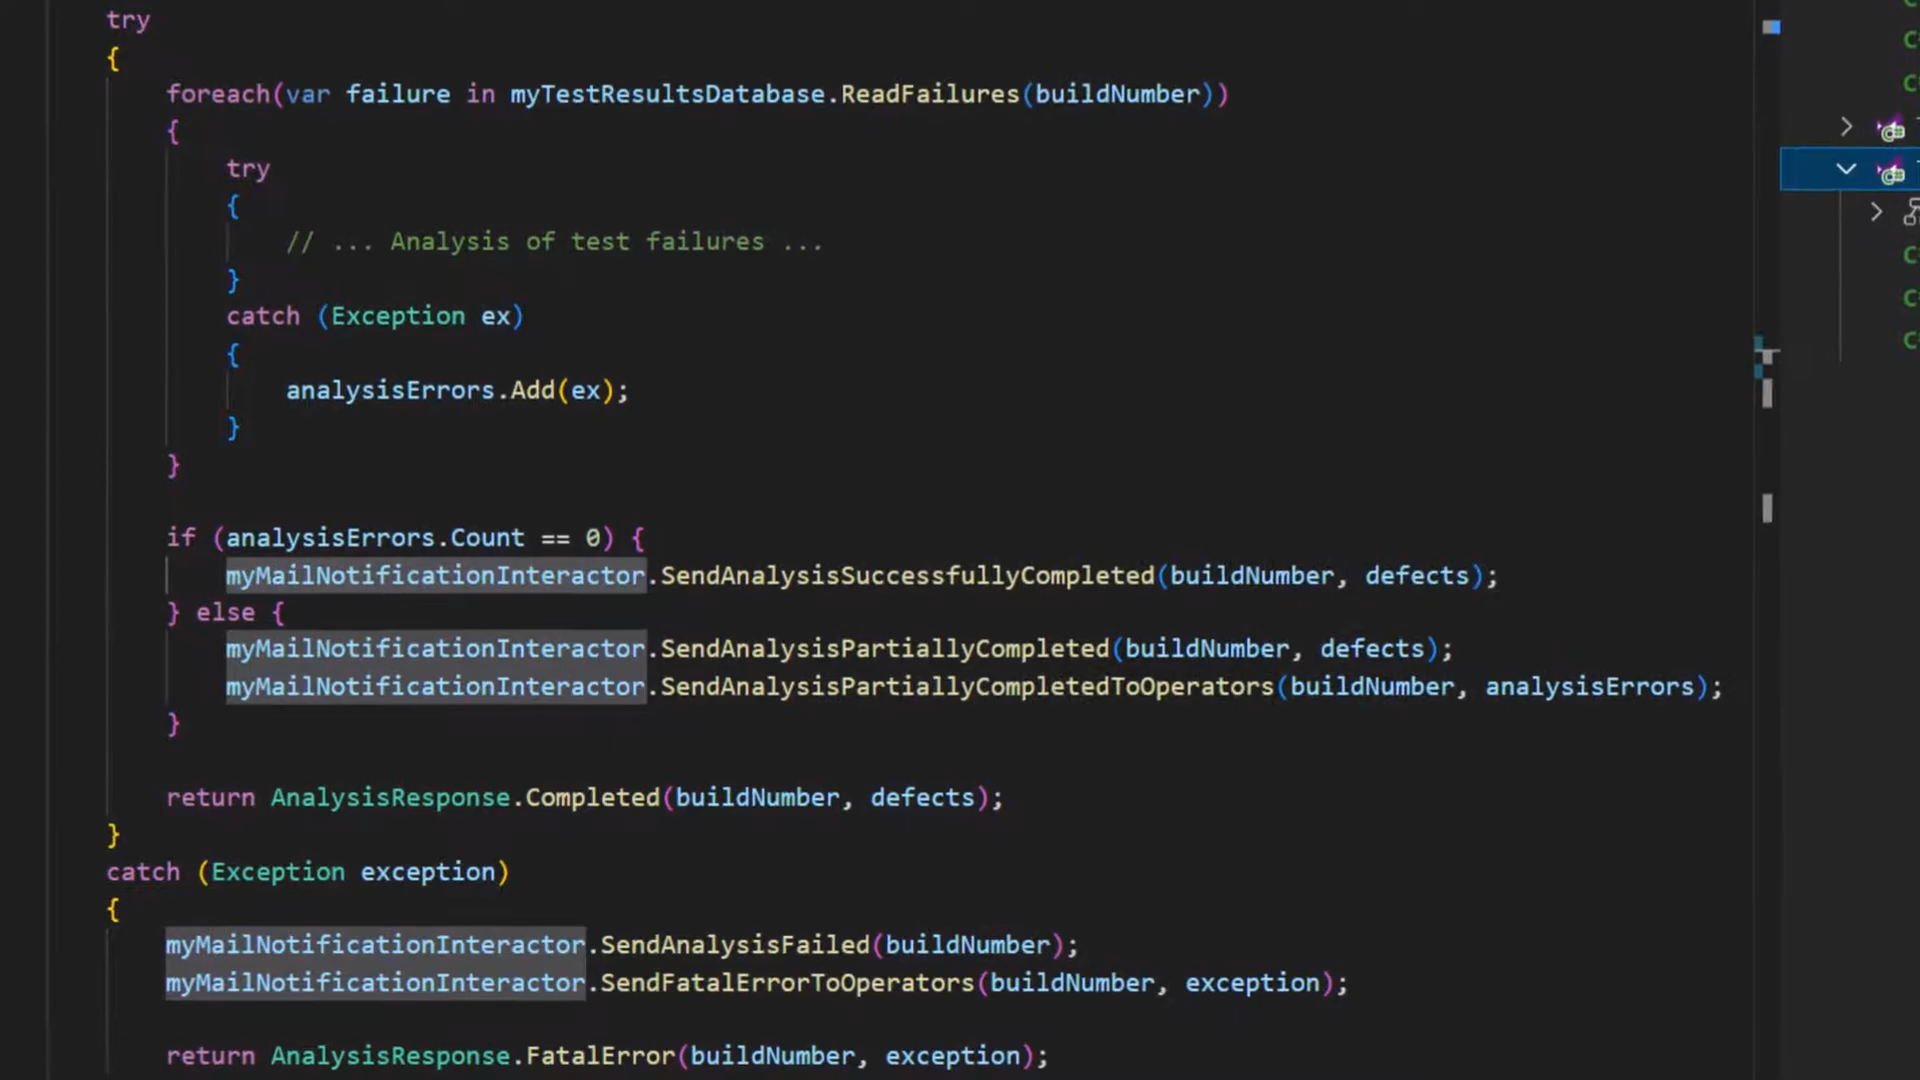 try
{
foreach(var failure in myTestResultsDatabase.ReadFailures(buildNumber))
{
try
{
// ... Analysis of test failures ...
}
catch (Exception ex)
{
analysisErrors.Add(ex);
}
}
if (analysisErrors.Count == 0) {
myMailNotificationInteractor.SendAnalysisSuccessfullyCompleted(buildNumber, defects);
} else {
myMailNotificationInteractor.SendAnalysisPartiallyCompleted(buildNumber, defects);
myMailNotificationInteractor.SendAnalysisPartiallyCompletedToOperators(buildNumber, analysisErrors);
}
return AnalysisResponse.Completed(buildNumber, defects);
}
catch (Exception exception)
{
myMailNotificationInteractor.SendAnalysisFailed(buildNumber);
myMailNotificationInteractor.SendFatalErrorToOperators(buildNumber, exception);
return AnalysisResponse.FatalError(buildNumber, exception);